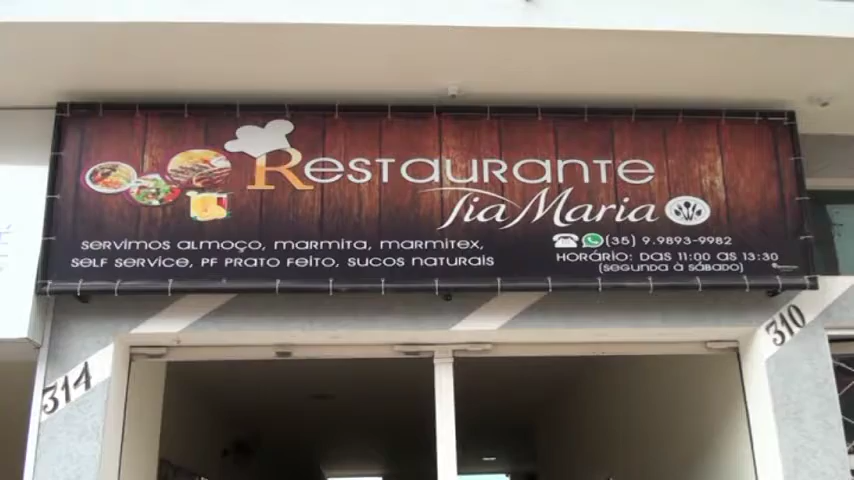 Restaurante
Tia Maria
servimos almoço, marmita, marmitex,
self service, PF prato feito, sucos naturais
(35) 9.9893-9982
HORÁRIO: DAS 11:00 AS 13:30
(SEGUNDA À SÁBADO)
314
310